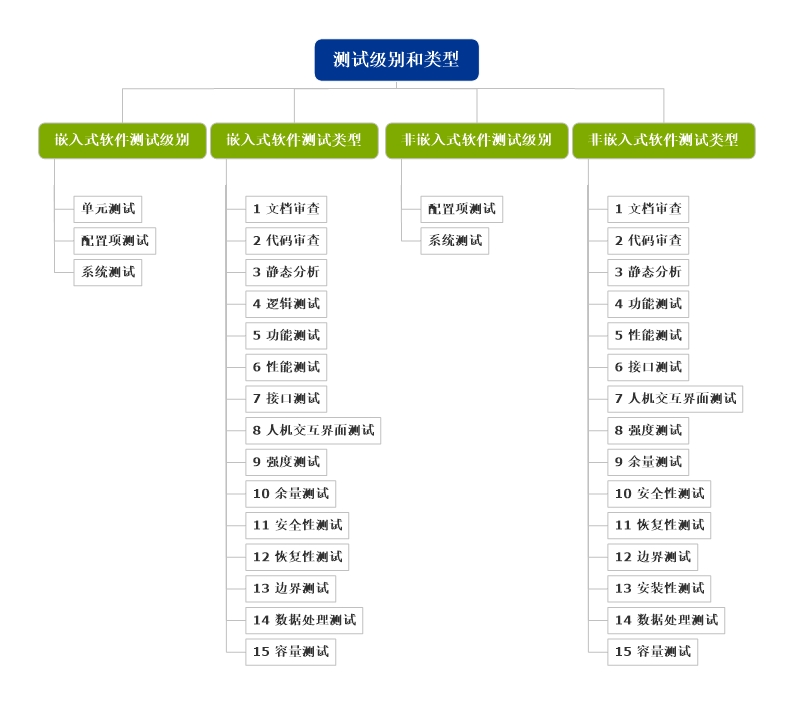 测试级别和类型
嵌入式软件测试级别
单元测试
配置项测试
系统测试
嵌入式软件测试类型
1 文档审查
2 代码审查
3 静态分析
4 逻辑测试
5 功能测试
6 性能测试
7 接口测试
8 人机交互界面测试
9 强度测试
10 余量测试
11 安全性测试
12 恢复性测试
13 边界测试
14 数据处理测试
15 容量测试
非嵌入式软件测试级别
配置项测试
系统测试
非嵌入式软件测试类型
1 文档审查
2 代码审查
3 静态分析
4 功能测试
5 性能测试
6 接口测试
7 人机交互界面测试
8 强度测试
9 余量测试
10 安全性测试
11 恢复性测试
12 边界测试
13 安装性测试
14 数据处理测试
15 容量测试